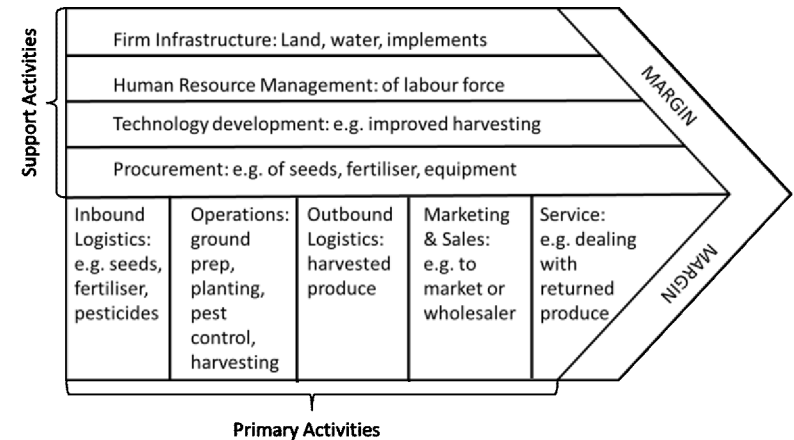 Support Activities
Firm Infrastructure: Land, water, implements
Human Resource Management: of labour force
Technology development: e.g. improved harvesting
Procurement: e.g. of seeds, fertiliser, equipment
MARGIN
Inbound
Logistics:
e.g. seeds,
fertiliser,
pesticides
Operations:
ground
prep,
planting,
pest
control,
harvesting
Outbound
Logistics:
harvested
produce
Marketing
& Sales:
e.g. to
market or
wholesaler
Service:
e.g. dealing
with
returned
produce
MARGIN
Primary Activities